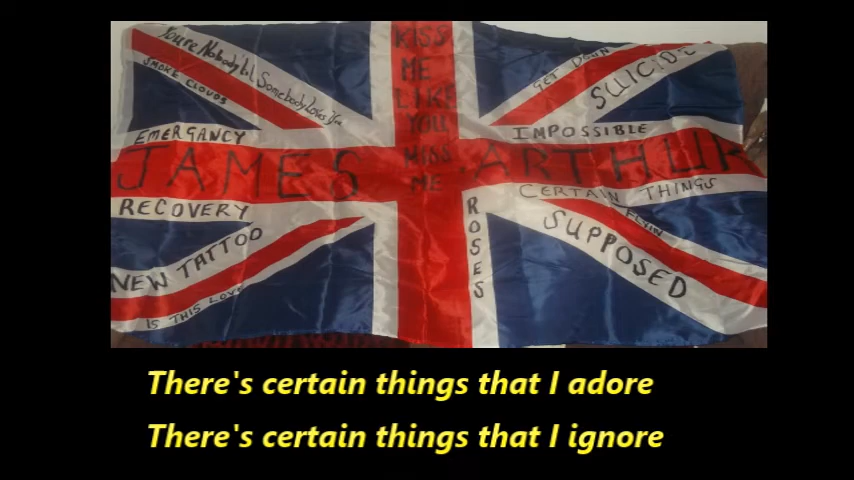 You're Nobody til Somebody Loves You
SMOKE CLOUDS
KISS
ME
LIKE
YOU
MISS
ME
GET DOWN
SUICIDE
EMERGANCY
IMPOSSIBLE
JAMES ARTHUR
CERTAIN THINGS
RECOVERY
ROSES
FLYIN
SUPPOSED
NEW TATTOO
IS THIS LOVE
There's certain things that I adore
There's certain things that I ignore